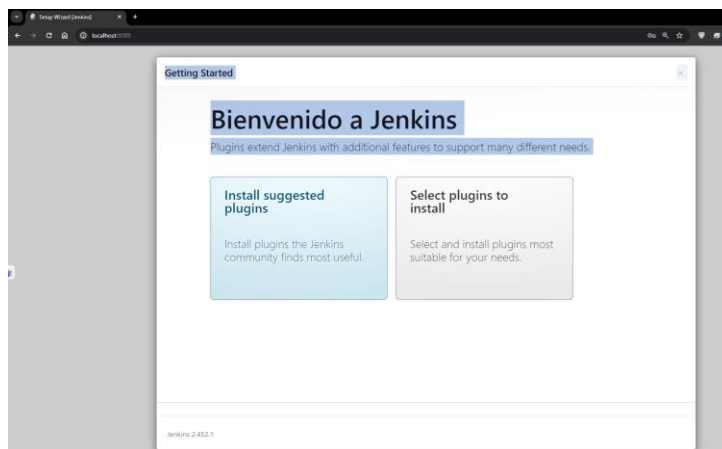 Setup Wizard [Jenkins]
localhost:8080
Getting Started
Bienvenido a Jenkins
Plugins extend Jenkins with additional features to support many different needs.
Install suggested
plugins
Install plugins the Jenkins
community finds most useful.
Select plugins to
install
Select and install plugins most
suitable for your needs.
Jenkins 2.452.1